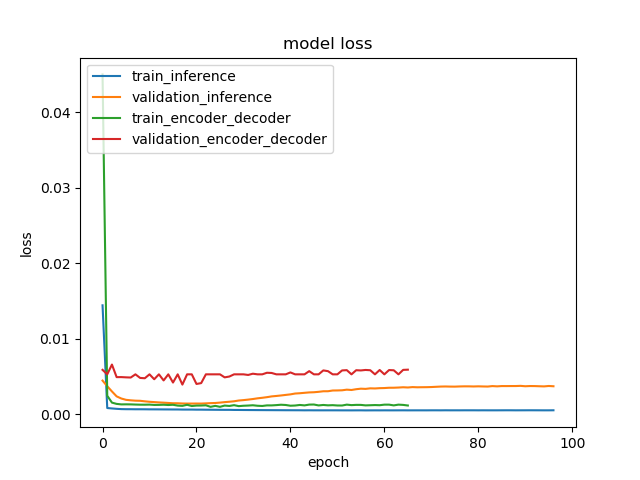 model loss
train_inference
validation_inference
train_encoder_decoder
validation_encoder_decoder
loss
0.04
0.03
0.02
0.01
0.00
0 20 40 60 80 100
epoch